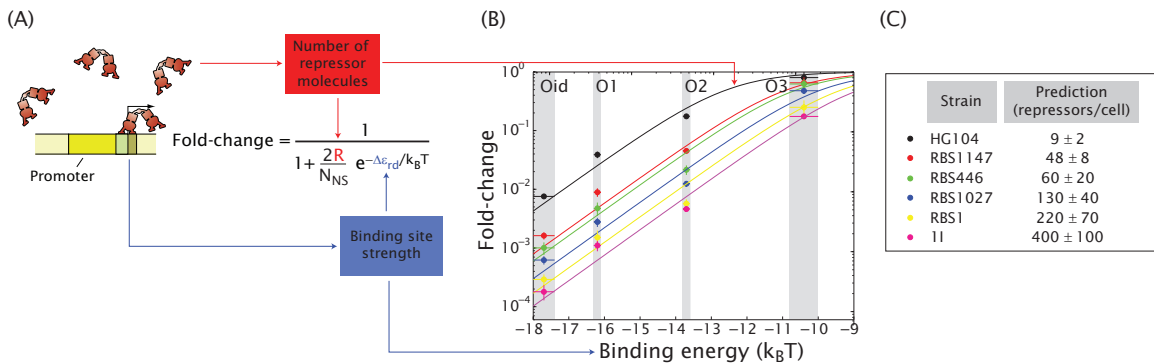 (A)
Number of
repressor
molecules
Fold-change =
1
1+ 2R/N_NS e^{−Δε_rd/k_BT}
Promoter
Binding site
strength
(B)
Fold-change
10^0
10^{−1}
10^{−2}
10^{−3}
10^{−4}
Oid O1 O2 O3
−18 −17 −16 −15 −14 −13 −12 −11 −10 −9
Binding energy (k_BT)
(C)
Strain Prediction
(repressors/cell)
HG104 9 ± 2
RBS1147 48 ± 8
RBS446 60 ± 20
RBS1027 130 ± 40
RBS1 220 ± 70
1I 400 ± 100